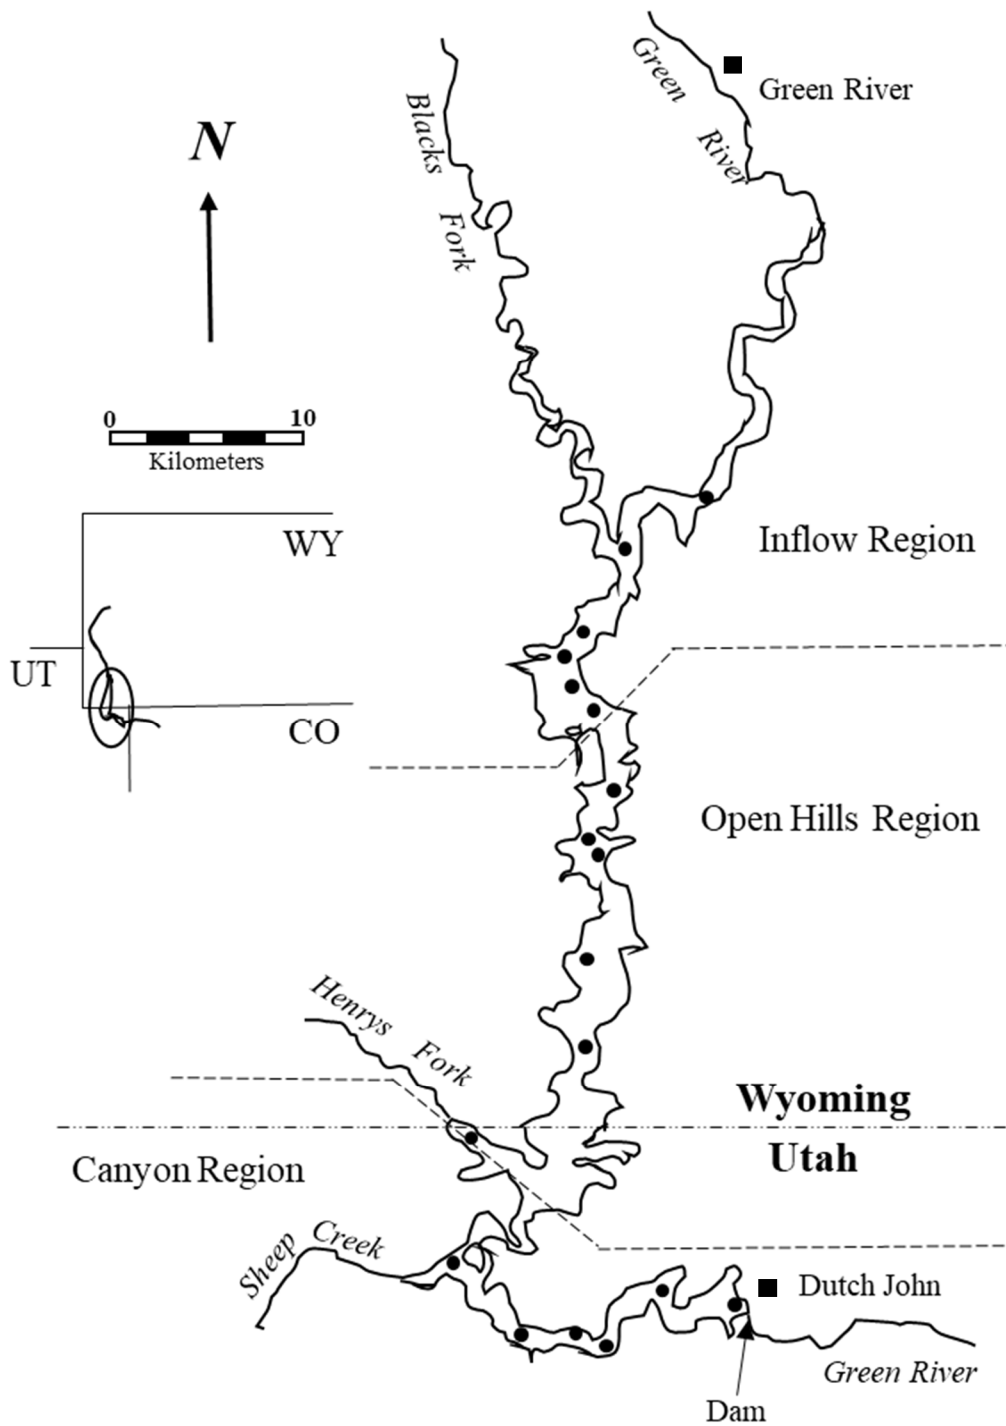 Green River
Green River
Blacks Fork
N
0 10
Kilometers
Inflow Region
WY
UT
CO
Open Hills Region
Henrys Fork
Wyoming
Utah
Canyon Region
Sheep Creek
Dutch John
Green River
Dam